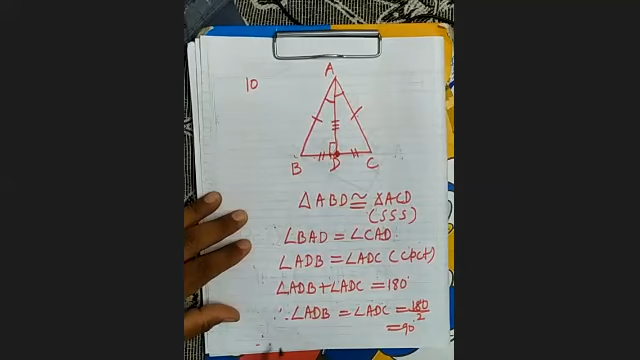 10
A
B
D
C
△ABD ≅ △ACD
(SSS)
∠BAD = ∠CAD
∠ADB = ∠ADC (cpct)
∠ADB + ∠ADC = 180°
∴ ∠ADB = ∠ADC = 180/2
= 90°